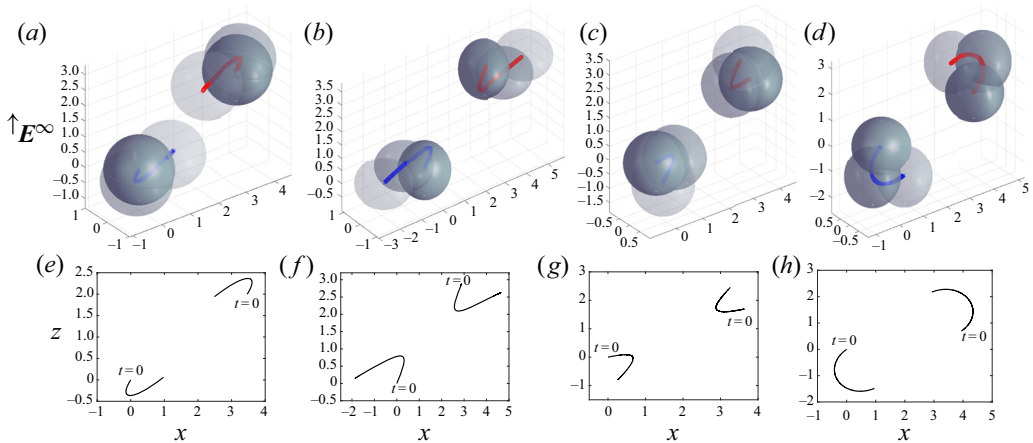 (a) (b) (c) (d)
↑E∞
3.0 2.5 2.0 1.5 1.0 0.5 0 −0.5 −1.0
1 0 −1 −1 0 1 2 3 4
3.0 2.5 2.0 1.5 1.0 0.5 0 −0.5
1 0 −1 −3 −2 −1 0 1 2 3 4 5
3.5 3.0 2.5 2.0 1.5 1.0 0.5 0 −0.5 −1.0 −1.5
−0.5 0 0.5 0 1 2 3 4
3 2 1 0 −1 −2
−0.5 0 0.5 −1 0 1 2 3 4 5
(e) (f) (g) (h)
z
2.5 2.0 1.5 1.0 0.5 0 −0.5
t=0
t=0
−1 0 1 2 3 4
x
3.0 2.5 2.0 1.5 1.0 0.5 0 −0.5
t=0
t=0
−2 −1 0 1 2 3 4 5
x
3 2 1 0 −1
t=0
t=0
0 1 2 3 4
x
3 2 1 0 −1 −2
t=0
t=0
−1 0 1 2 3 4 5
x